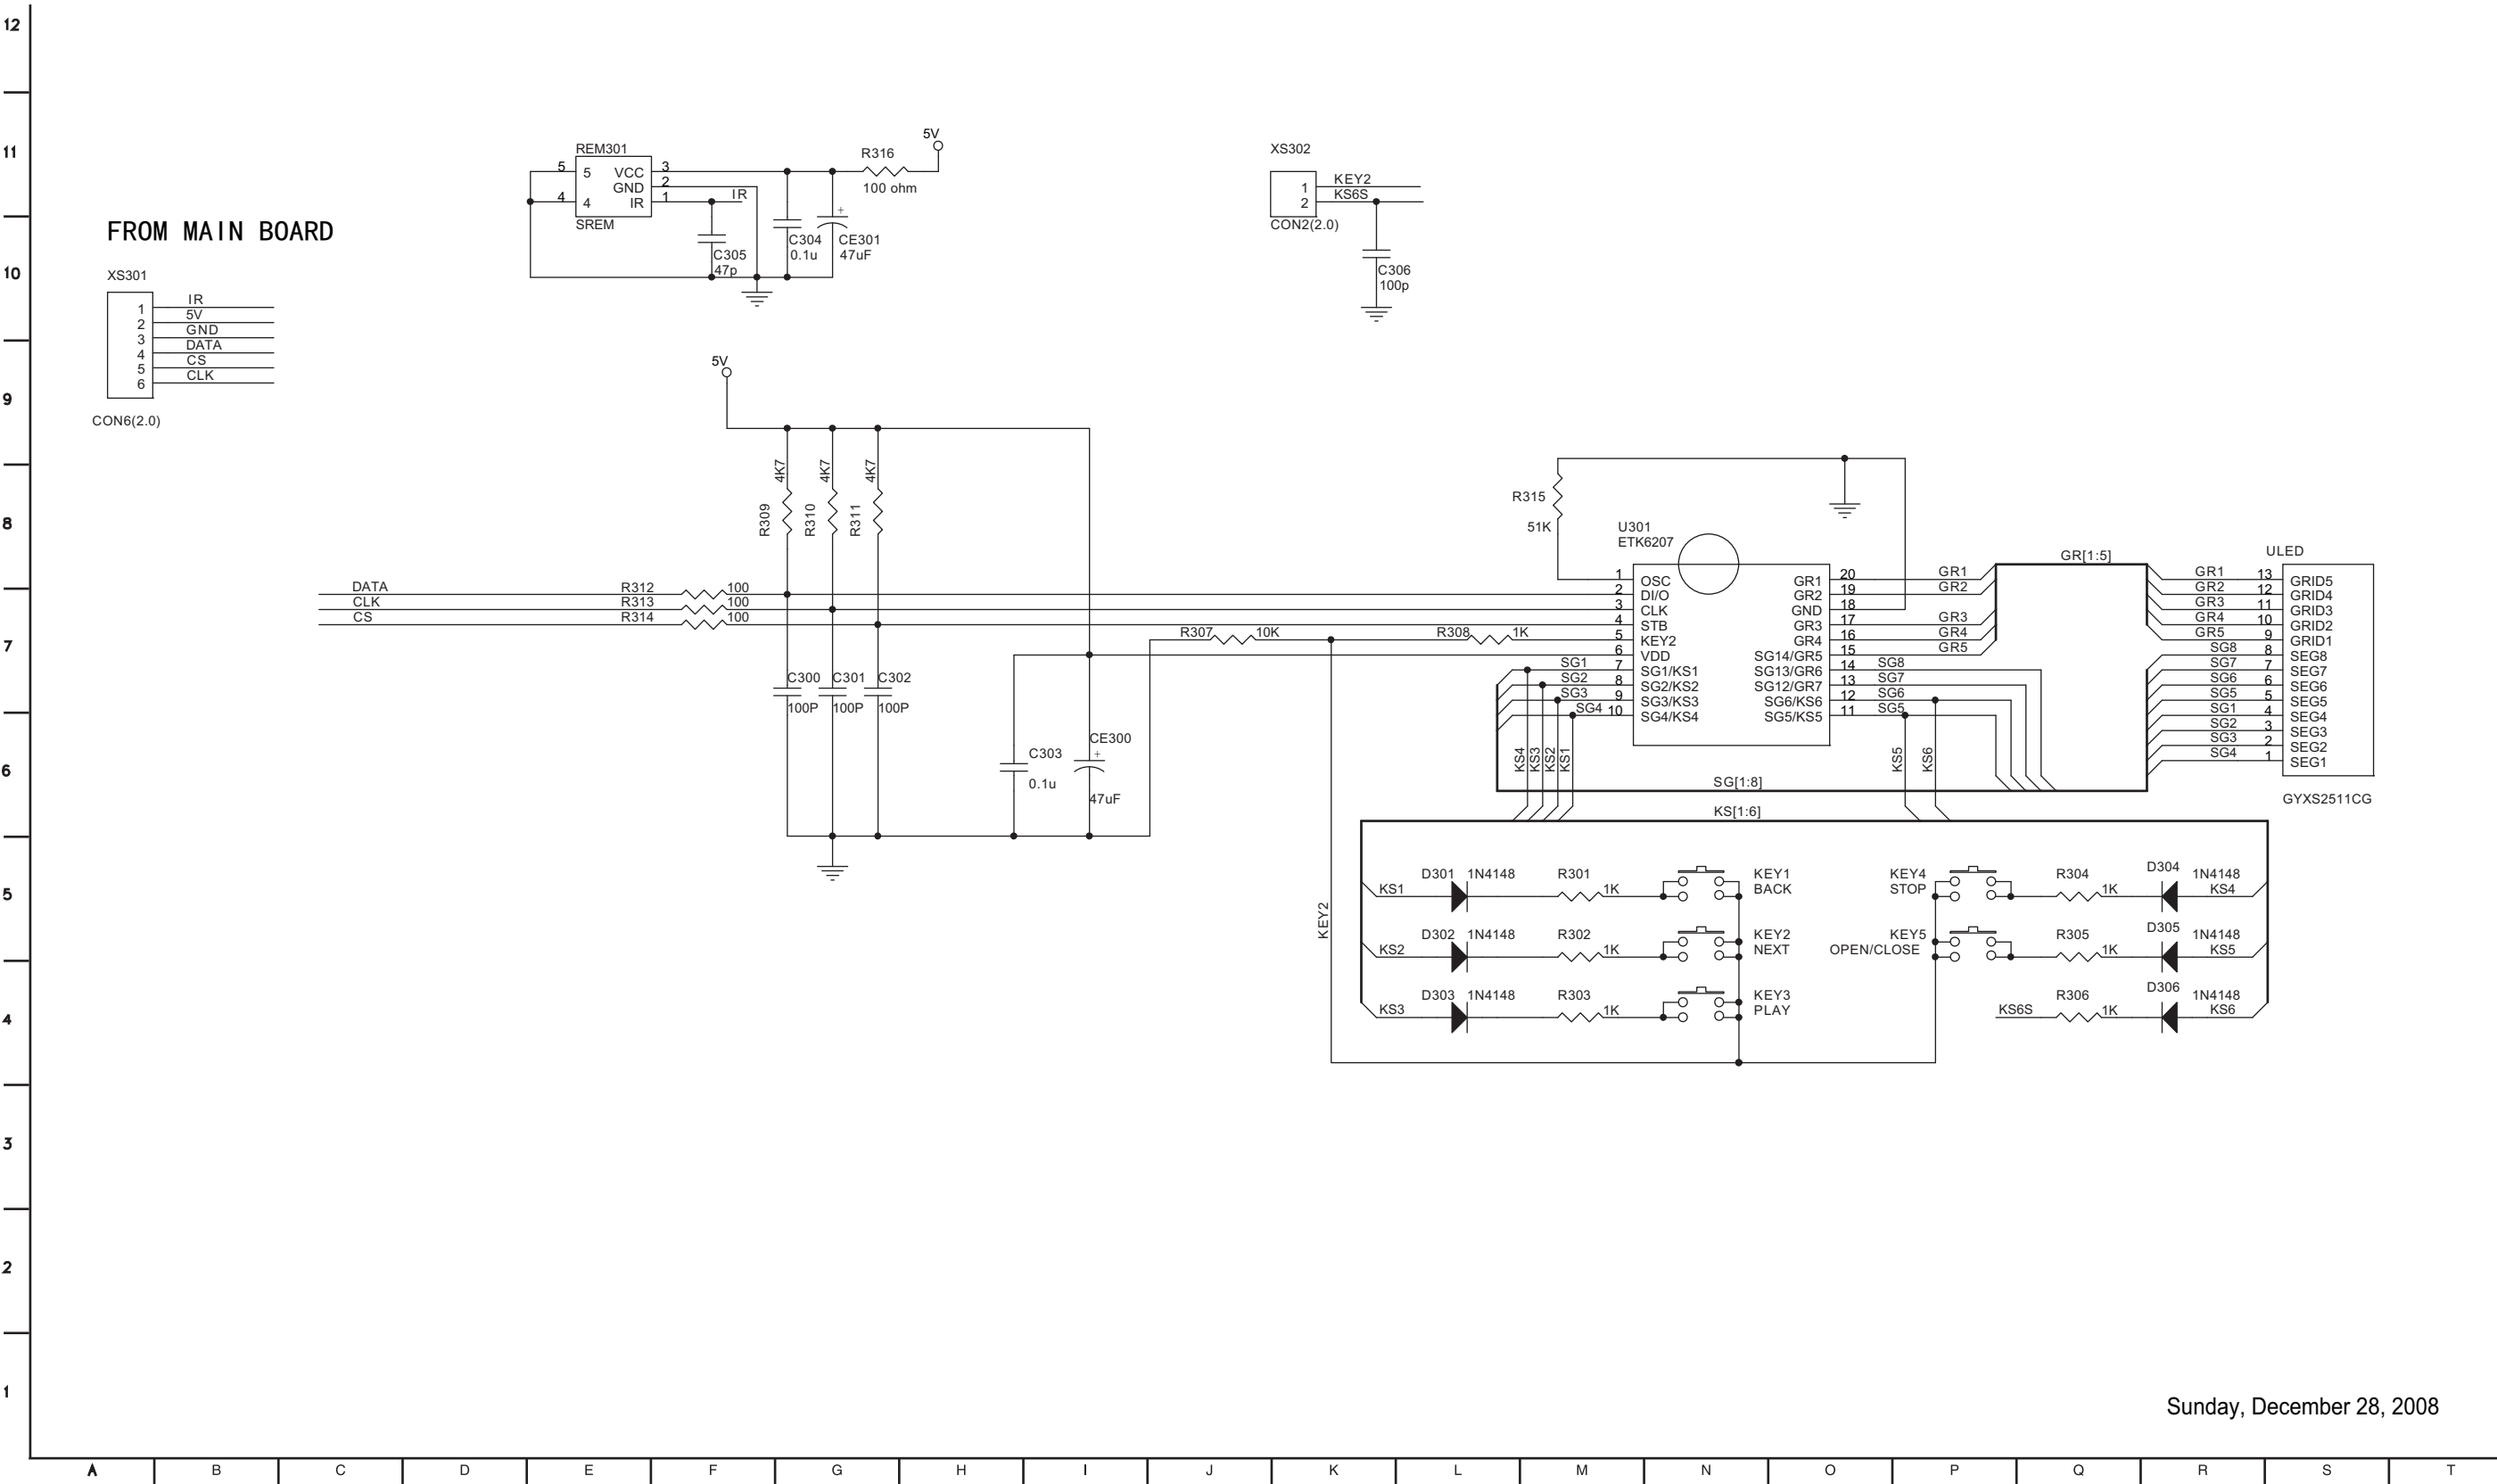 12
11
10
9
8
7
6
5
4
3
2
1
FROM MAIN BOARD
XS301
1 IR
2 5V
3 GND
4 DATA
5 CS
6 CLK
CON6(2.0)
REM301
5 5 VCC 3
GND 2
4 4 IR 1 IR
SREM
C305
47p
C304
0.1u
CE301
47uF
+
R316
100 ohm
5V
XS302
1 KEY2
2 KS6S
CON2(2.0)
C306
100p
5V
4K7 4K7 4K7
R309 R310 R311
DATA R312 100
CLK R313 100
CS R314 100
C300 C301 C302
100P 100P 100P
C303
0.1u
CE300
+
47uF
R307 10K
R308 1K
R315
51K
U301
ETK6207
1 OSC
2 DI/O
3 CLK
4 STB
5 KEY2
6 VDD
SG1 7 SG1/KS1
SG2 8 SG2/KS2
SG3 9 SG3/KS3
SG4 10 SG4/KS4
GR1 20 GR1
GR2 19 GR2
GND 18
GR3 17 GR3
GR4 16 GR4
SG14/GR5 15 GR5
SG13/GR6 14 SG8
SG12/GR7 13 SG7
SG6/KS6 12 SG6
SG5/KS5 11 SG5
KS4 KS3 KS2 KS1
KS5 KS6
GR[1:5]
SG[1:8]
KS[1:6]
ULED
GR1 13 GRID5
GR2 12 GRID4
GR3 11 GRID3
GR4 10 GRID2
GR5 9 GRID1
SG8 8 SEG8
SG7 7 SEG7
SG6 6 SEG6
SG5 5 SEG5
SG1 4 SEG4
SG2 3 SEG3
SG3 2 SEG2
SG4 1 SEG1
GYXS2511CG
KEY2
KS1 D301 1N4148 R301 1K KEY1
BACK
KS2 D302 1N4148 R302 1K KEY2
NEXT
KS3 D303 1N4148 R303 1K KEY3
PLAY
KEY4
STOP R304 1K D304 1N4148 KS4
KEY5
OPEN/CLOSE R305 1K D305 1N4148 KS5
KS6S R306 1K D306 1N4148 KS6
Sunday, December 28, 2008
A B C D E F G H I J K L M N O P Q R S T